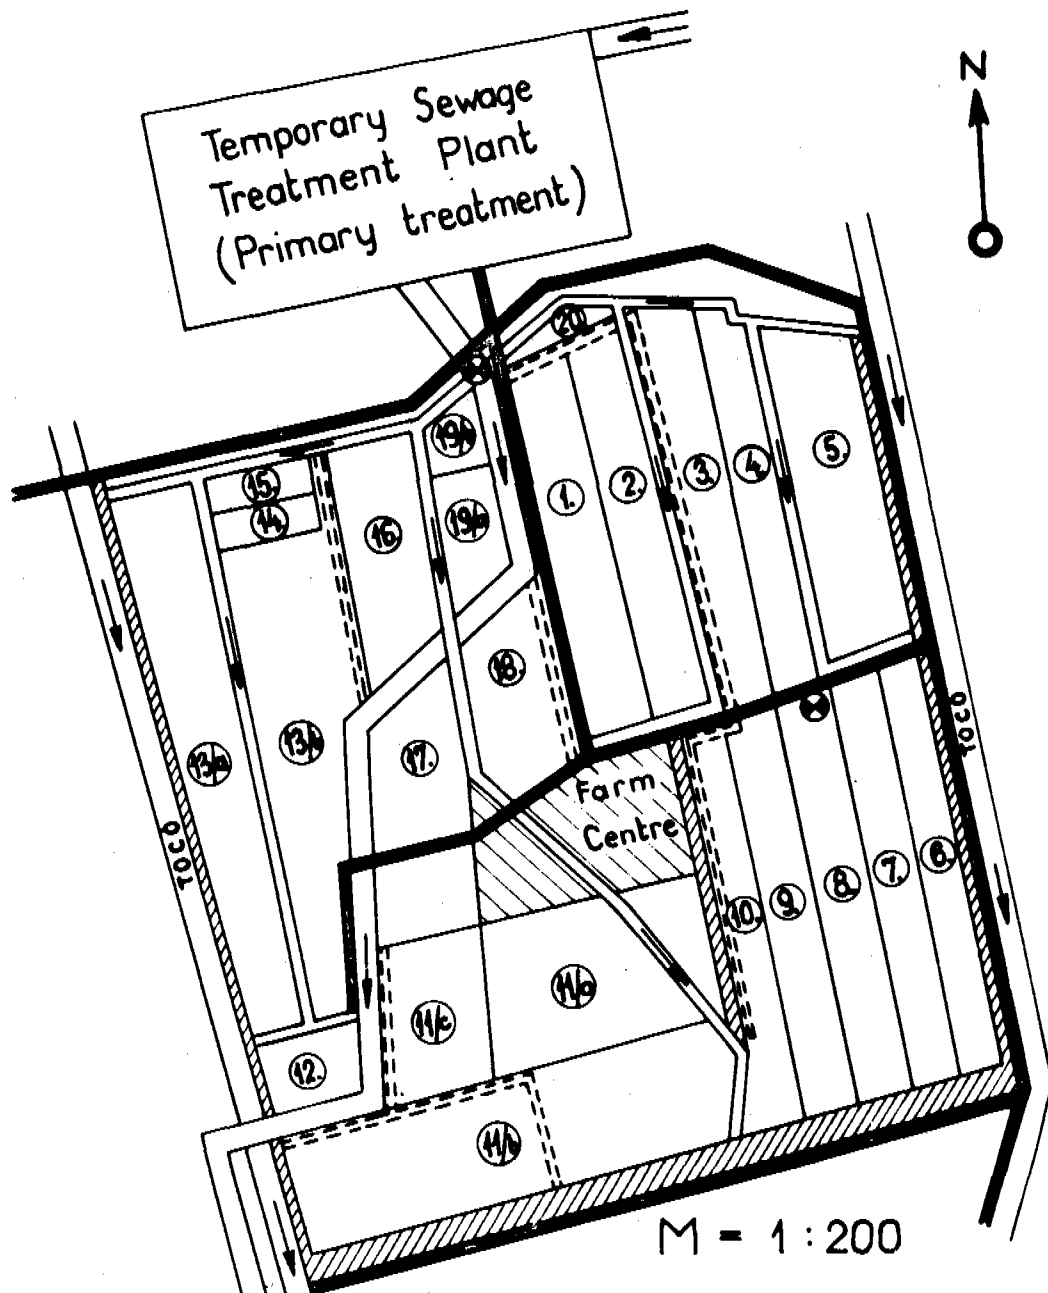 N
Temporary Sewage
Treatment Plant
(Primary treatment)
20
19/b
5.
15.
3.
4.
2.
1.
14.
16.
19/a
18.
TOCO
13/b
17.
13/a
Farm
Centre
TOCO
6.
7.
8.
9.
10.
11/a
11/c
12.
11/b
M = 1 : 200